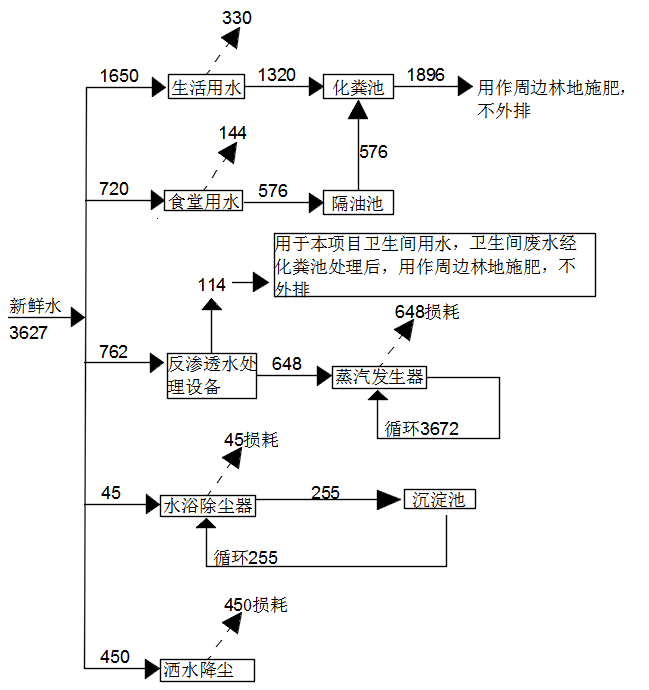 330
1650
生活用水
1320
化粪池
1896
用作周边林地施肥，
不外排
144
576
720
食堂用水
576
隔油池
用于本项目卫生间用水，卫生间废水经
化粪池处理后，用作周边林地施肥，不
外排
114
新鲜水
3627
648损耗
762
反渗透水处
理设备
648
蒸汽发生器
循环3672
45损耗
45
水浴除尘器
255
沉淀池
循环255
450损耗
450
洒水降尘